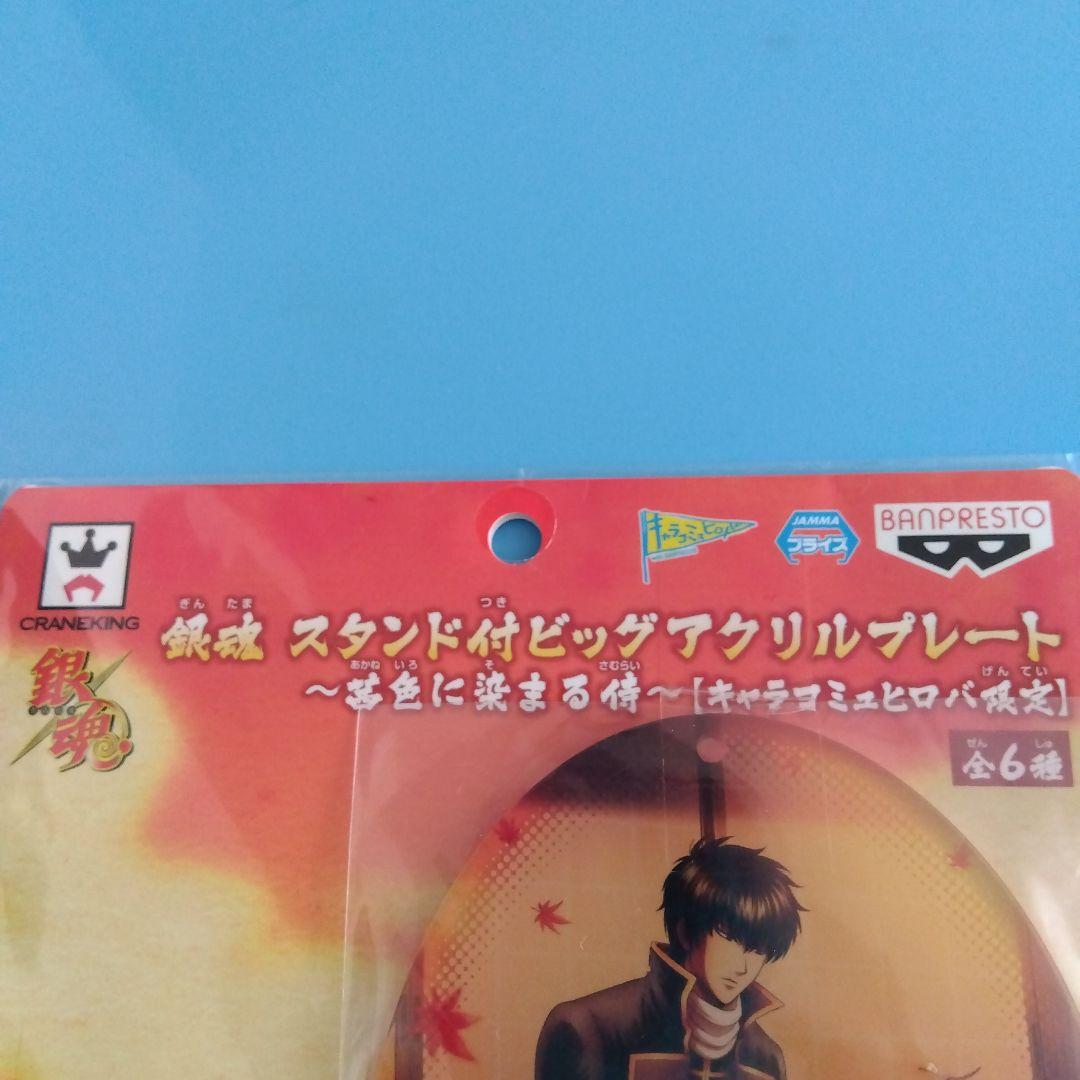 キャラコミュヒロバ
JAMMA
プライズ
BANPRESTO
CRANEKING
ぎん たま つき
銀魂 スタンド付ビッグアクリルプレート
あかね いろ そ さむらい げん てい
～茜色に染まる侍～【キャラコミュヒロバ限定】
銀魂
ぜん しゅ
全6種